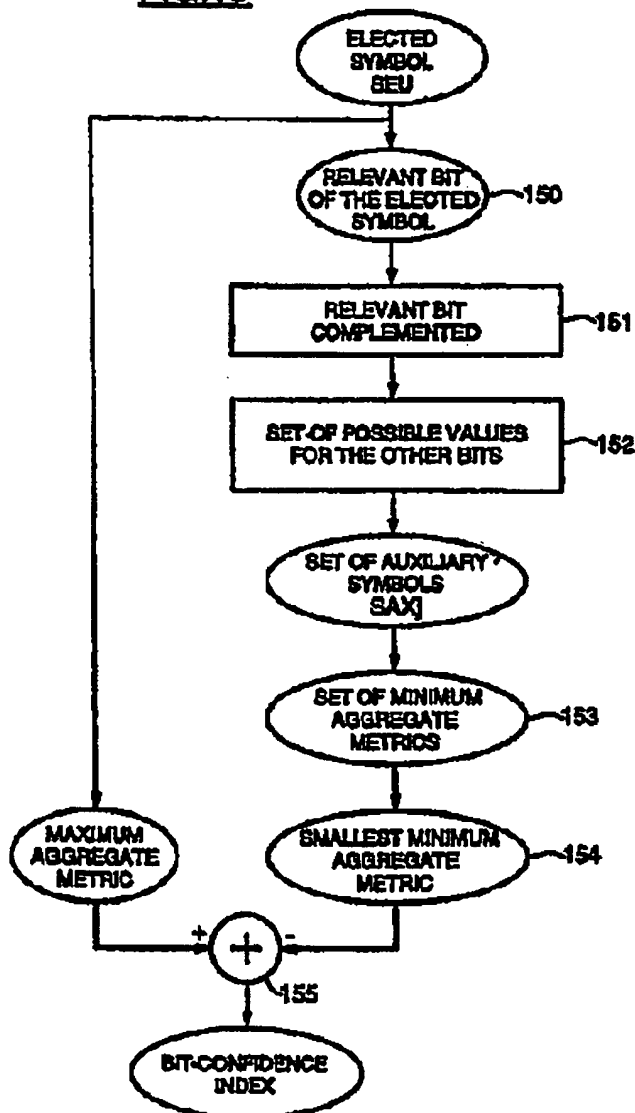 ELECTED
SYMBOL
SEU
RELEVANT BIT
OF THE ELECTED
SYMBOL
150
RELEVANT BIT
COMPLEMENTED
151
SET OF POSSIBLE VALUES
FOR THE OTHER BITS
152
SET OF AUXILIARY
SYMBOLS
SAXj
SET OF MINIMUM
AGGREGATE
METRICS
153
MAXIMUM
AGGREGATE
METRIC
SMALLEST MINIMUM
AGGREGATE
METRIC
154
+
+
-
155
BIT-CONFIDENCE
INDEX